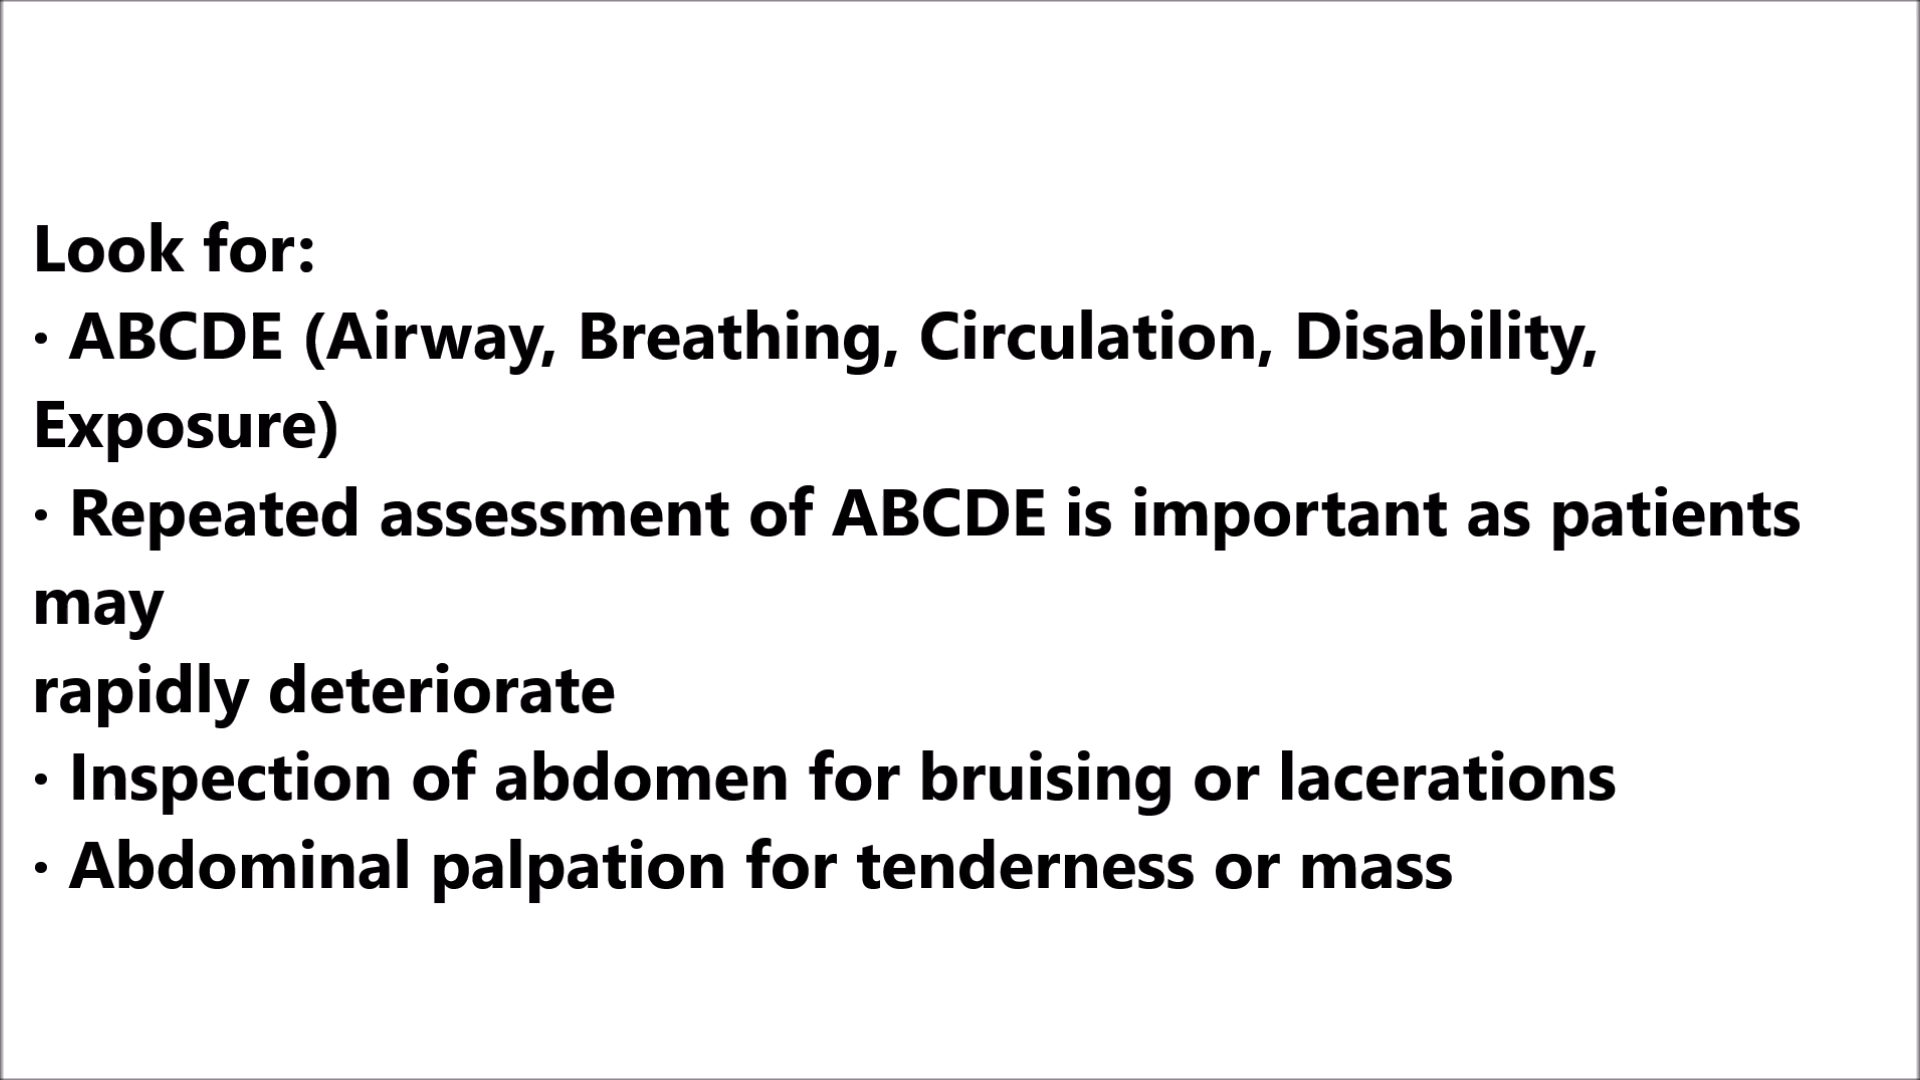 Look for:
· ABCDE (Airway, Breathing, Circulation, Disability,
Exposure)
· Repeated assessment of ABCDE is important as patients
may
rapidly deteriorate
· Inspection of abdomen for bruising or lacerations
· Abdominal palpation for tenderness or mass